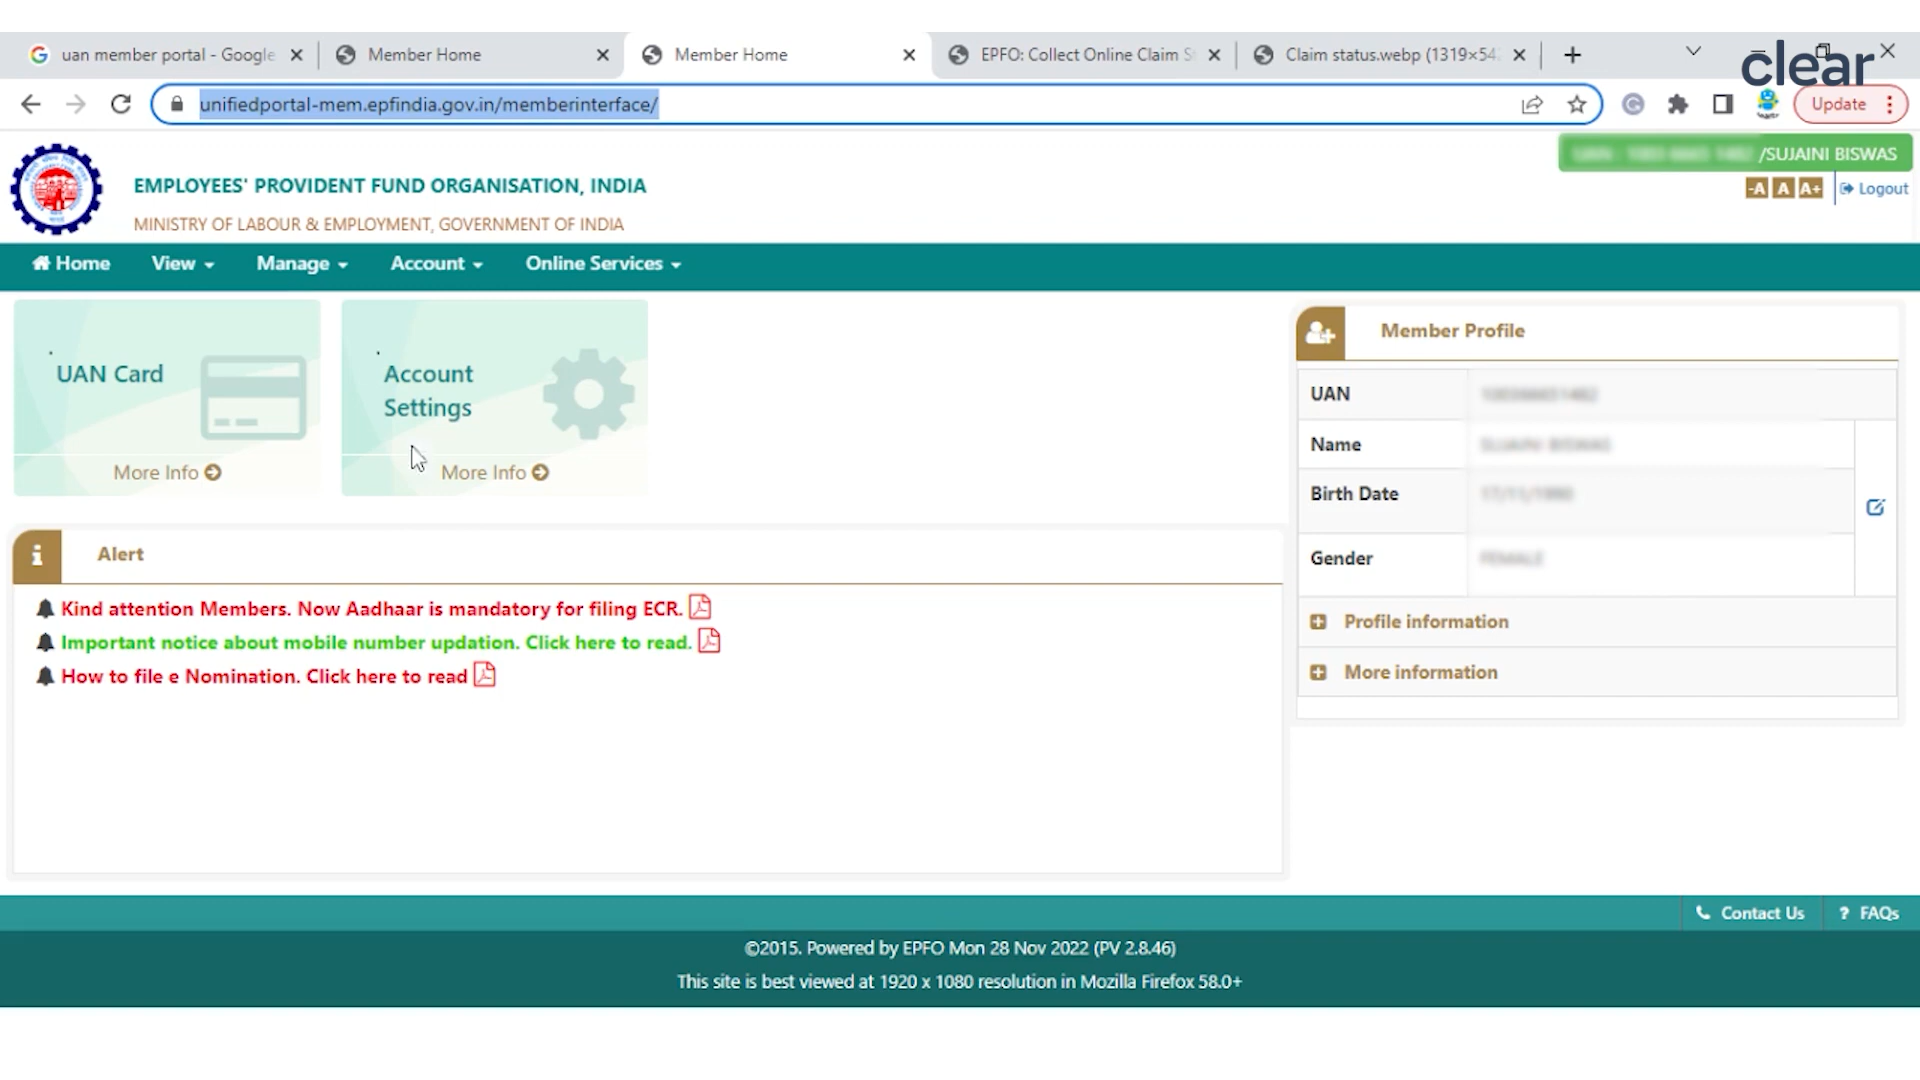 uan member portal - Google
Member Home
Member Home
EPFO: Collect Online Claim S
Claim status.webp (1319×54
clear
unifiedportal-mem.epfindia.gov.in/memberinterface/
Update
/SUJAINI BISWAS
EMPLOYEES' PROVIDENT FUND ORGANISATION, INDIA
-A A A+ Logout
MINISTRY OF LABOUR & EMPLOYMENT, GOVERNMENT OF INDIA
Home View Manage Account Online Services
UAN Card
More Info
Account
Settings
More Info
Member Profile
UAN
Name
Birth Date
Gender
Profile information
More information
Alert
Kind attention Members. Now Aadhaar is mandatory for filing ECR.
Important notice about mobile number updation. Click here to read.
How to file e Nomination. Click here to read
Contact Us ? FAQs
©2015. Powered by EPFO Mon 28 Nov 2022 (PV 2.8.46)
This site is best viewed at 1920 x 1080 resolution in Mozilla Firefox 58.0+